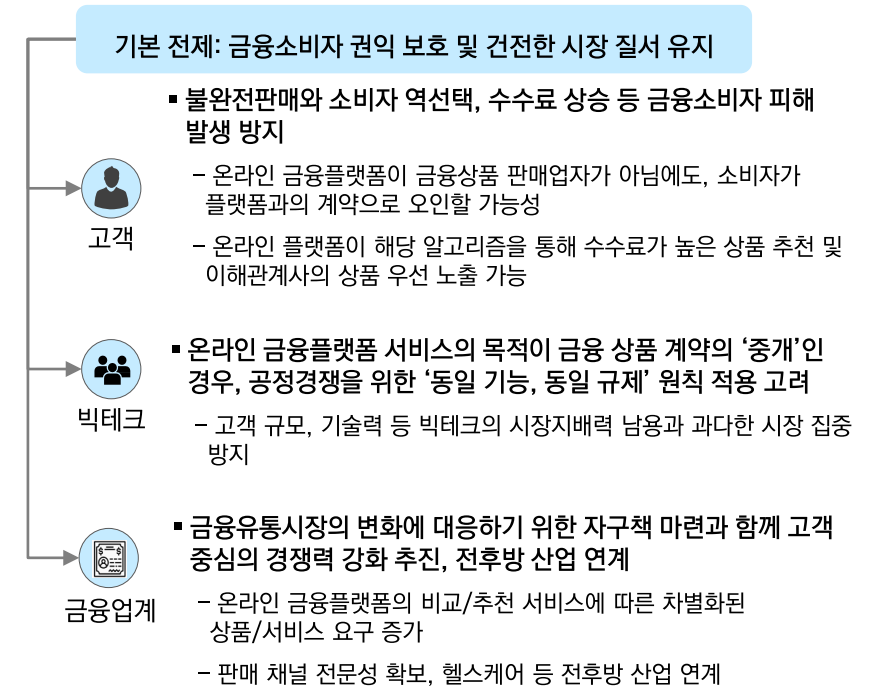 기본 전제: 금융소비자 권익 보호 및 건전한 시장 질서 유지
▪ 불완전판매와 소비자 역선택, 수수료 상승 등 금융소비자 피해
발생 방지
– 온라인 금융플랫폼이 금융상품 판매업자가 아님에도, 소비자가
플랫폼과의 계약으로 오인할 가능성
고객
– 온라인 플랫폼이 해당 알고리즘을 통해 수수료가 높은 상품 추천 및
이해관계사의 상품 우선 노출 가능
▪ 온라인 금융플랫폼 서비스의 목적이 금융 상품 계약의 ‘중개’인
경우, 공정경쟁을 위한 ‘동일 기능, 동일 규제’ 원칙 적용 고려
빅테크
– 고객 규모, 기술력 등 빅테크의 시장지배력 남용과 과다한 시장 집중
방지
▪ 금융유통시장의 변화에 대응하기 위한 자구책 마련과 함께 고객
중심의 경쟁력 강화 추진, 전후방 산업 연계
금융업계
– 온라인 금융플랫폼의 비교/추천 서비스에 따른 차별화된
상품/서비스 요구 증가
– 판매 채널 전문성 확보, 헬스케어 등 전후방 산업 연계